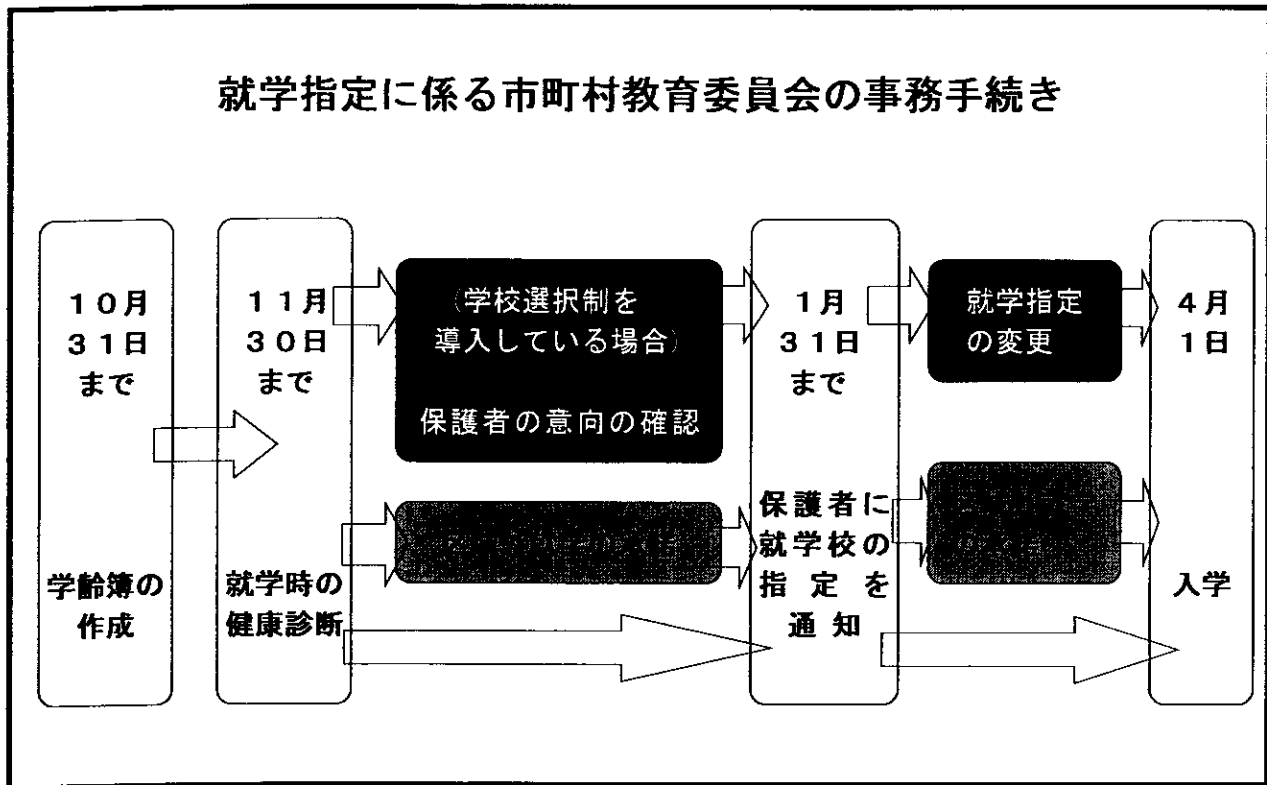 就学指定に係る市町村教育委員会の事務手続き
10月
31日
まで
学齢簿の
作成
11月
30日
まで
就学時の
健康診断
(学校選択制を
導入している場合)
保護者の意向の確認
1月
31日
まで
保護者に
就学校の
指定を
通知
就学指定
の変更
4月
1日
入学